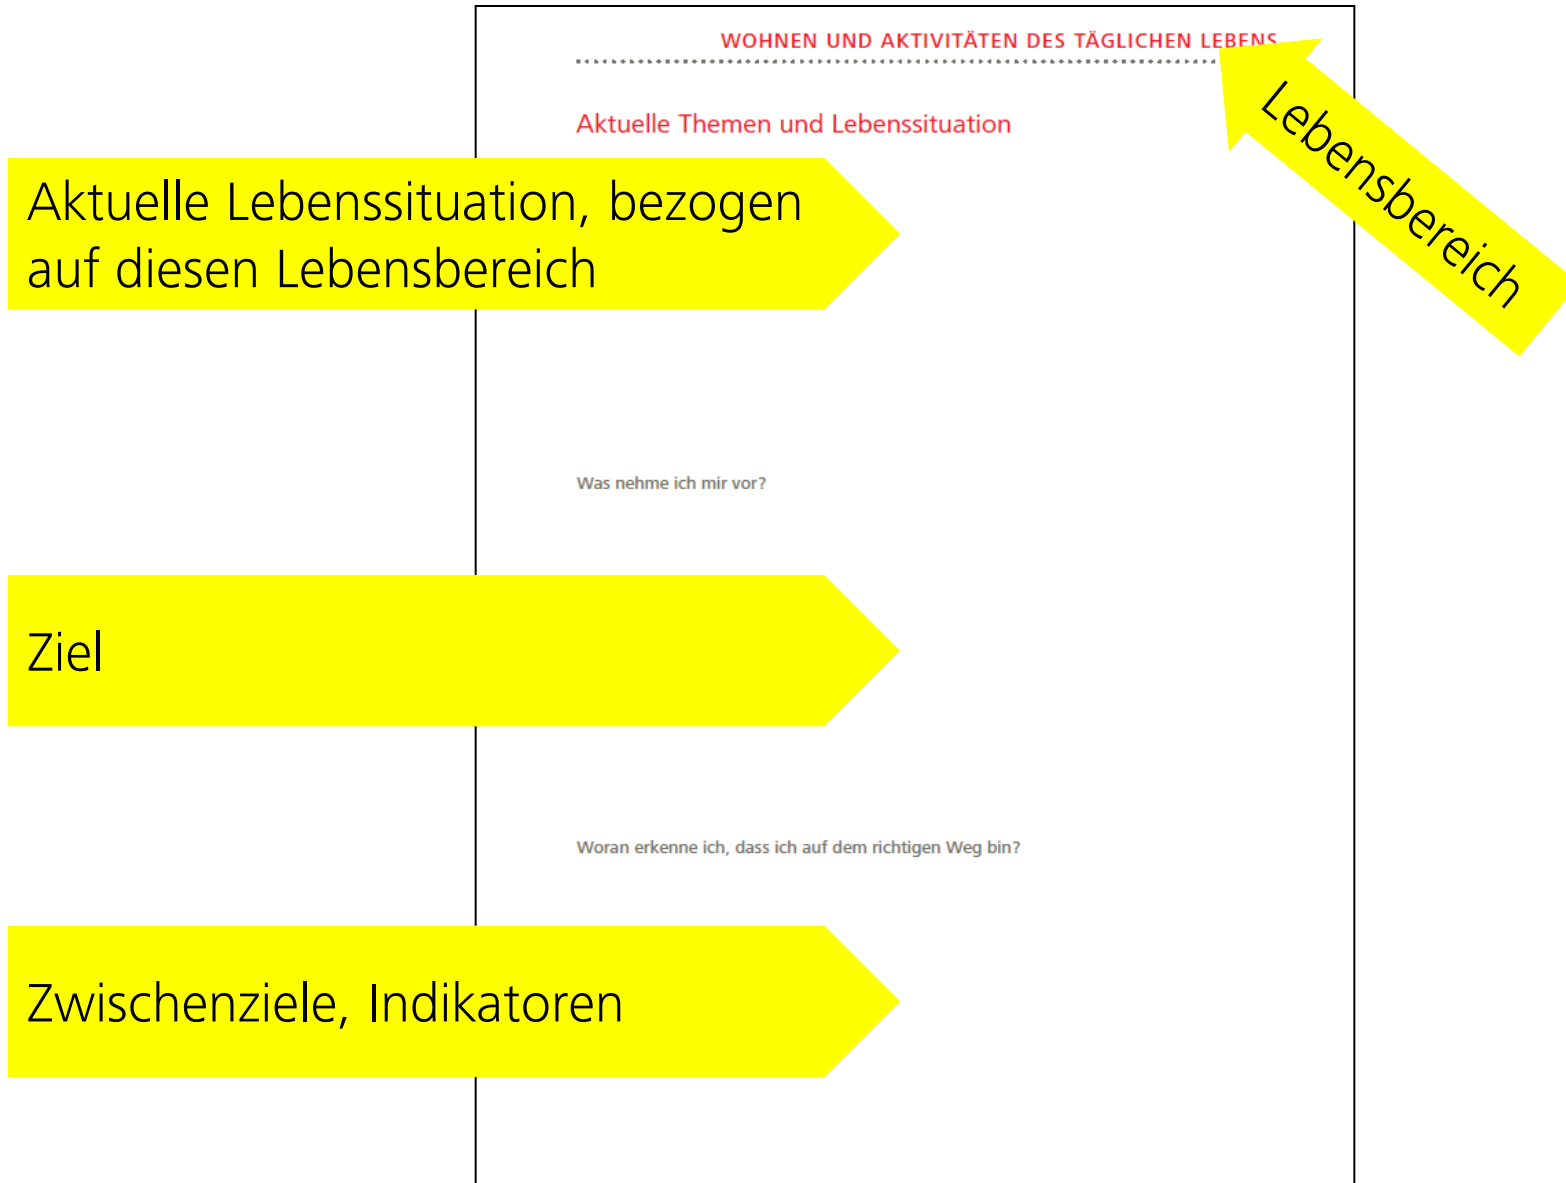 WOHNEN UND AKTIVITÄTEN DES TÄGLICHEN LEBENS
Lebensbereich
Aktuelle Themen und Lebenssituation
Aktuelle Lebenssituation, bezogen
auf diesen Lebensbereich
Was nehme ich mir vor?
Ziel
Woran erkenne ich, dass ich auf dem richtigen Weg bin?
Zwischenziele, Indikatoren